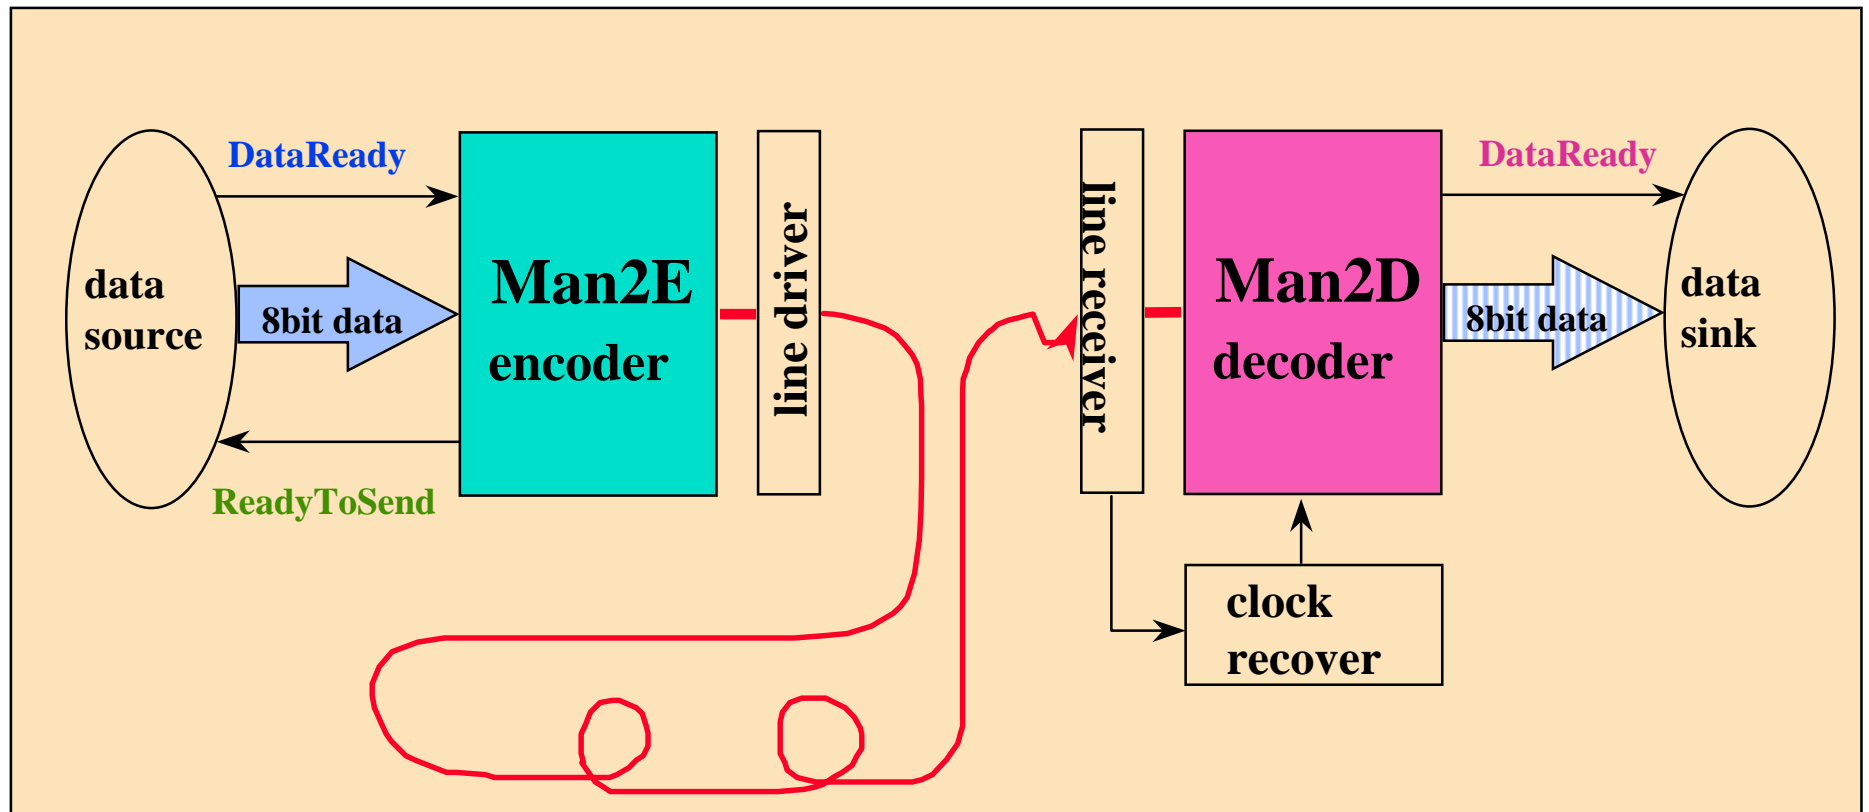 DataReady
data
source
8bit data
ReadyToSend
Man2E
encoder
line driver
line receiver
Man2D
decoder
clock
recover
DataReady
8bit data
data
sink